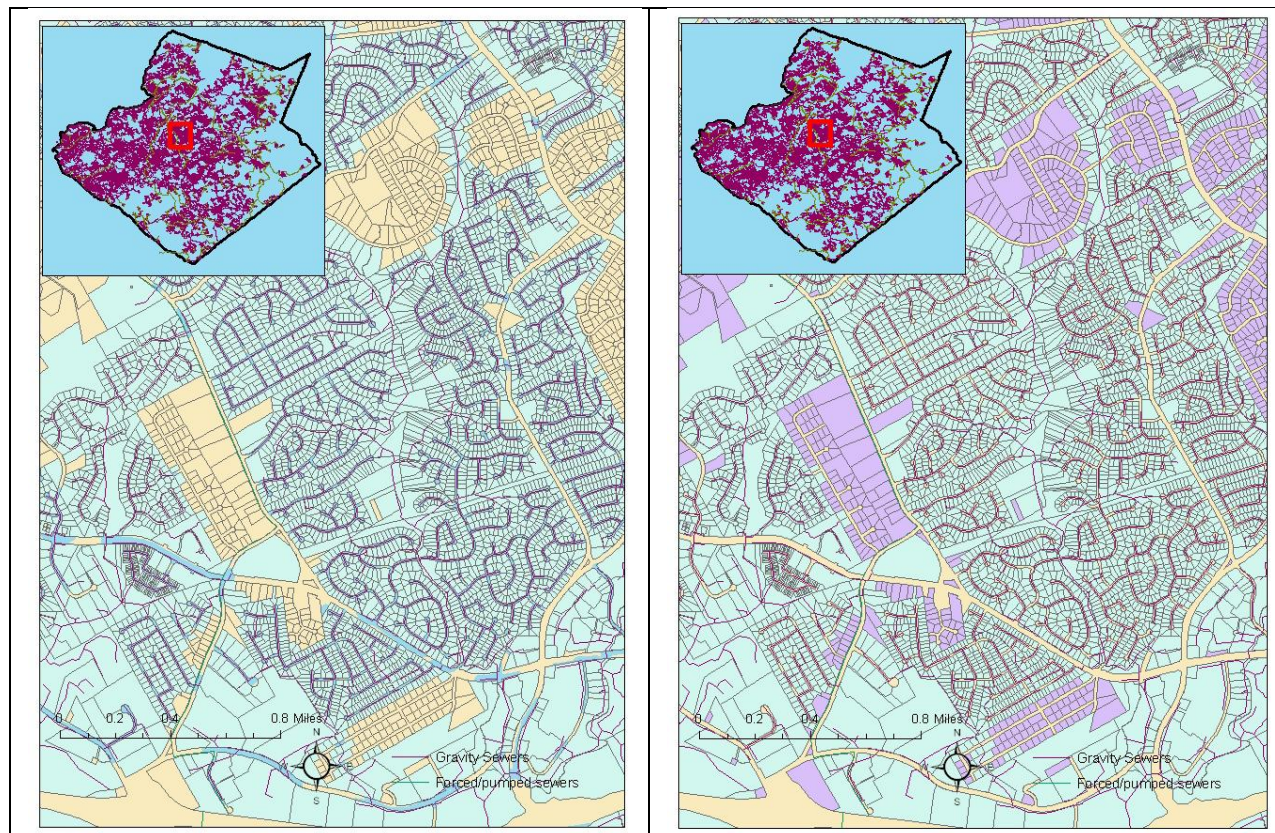 0 0.2 0.4 0.8 Miles
N
W E
S
Gravity Sewers
Forced/pumped sewers
0 0.2 0.4 0.8 Miles
N
W E
S
Gravity Sewers
Forced/pumped sewers